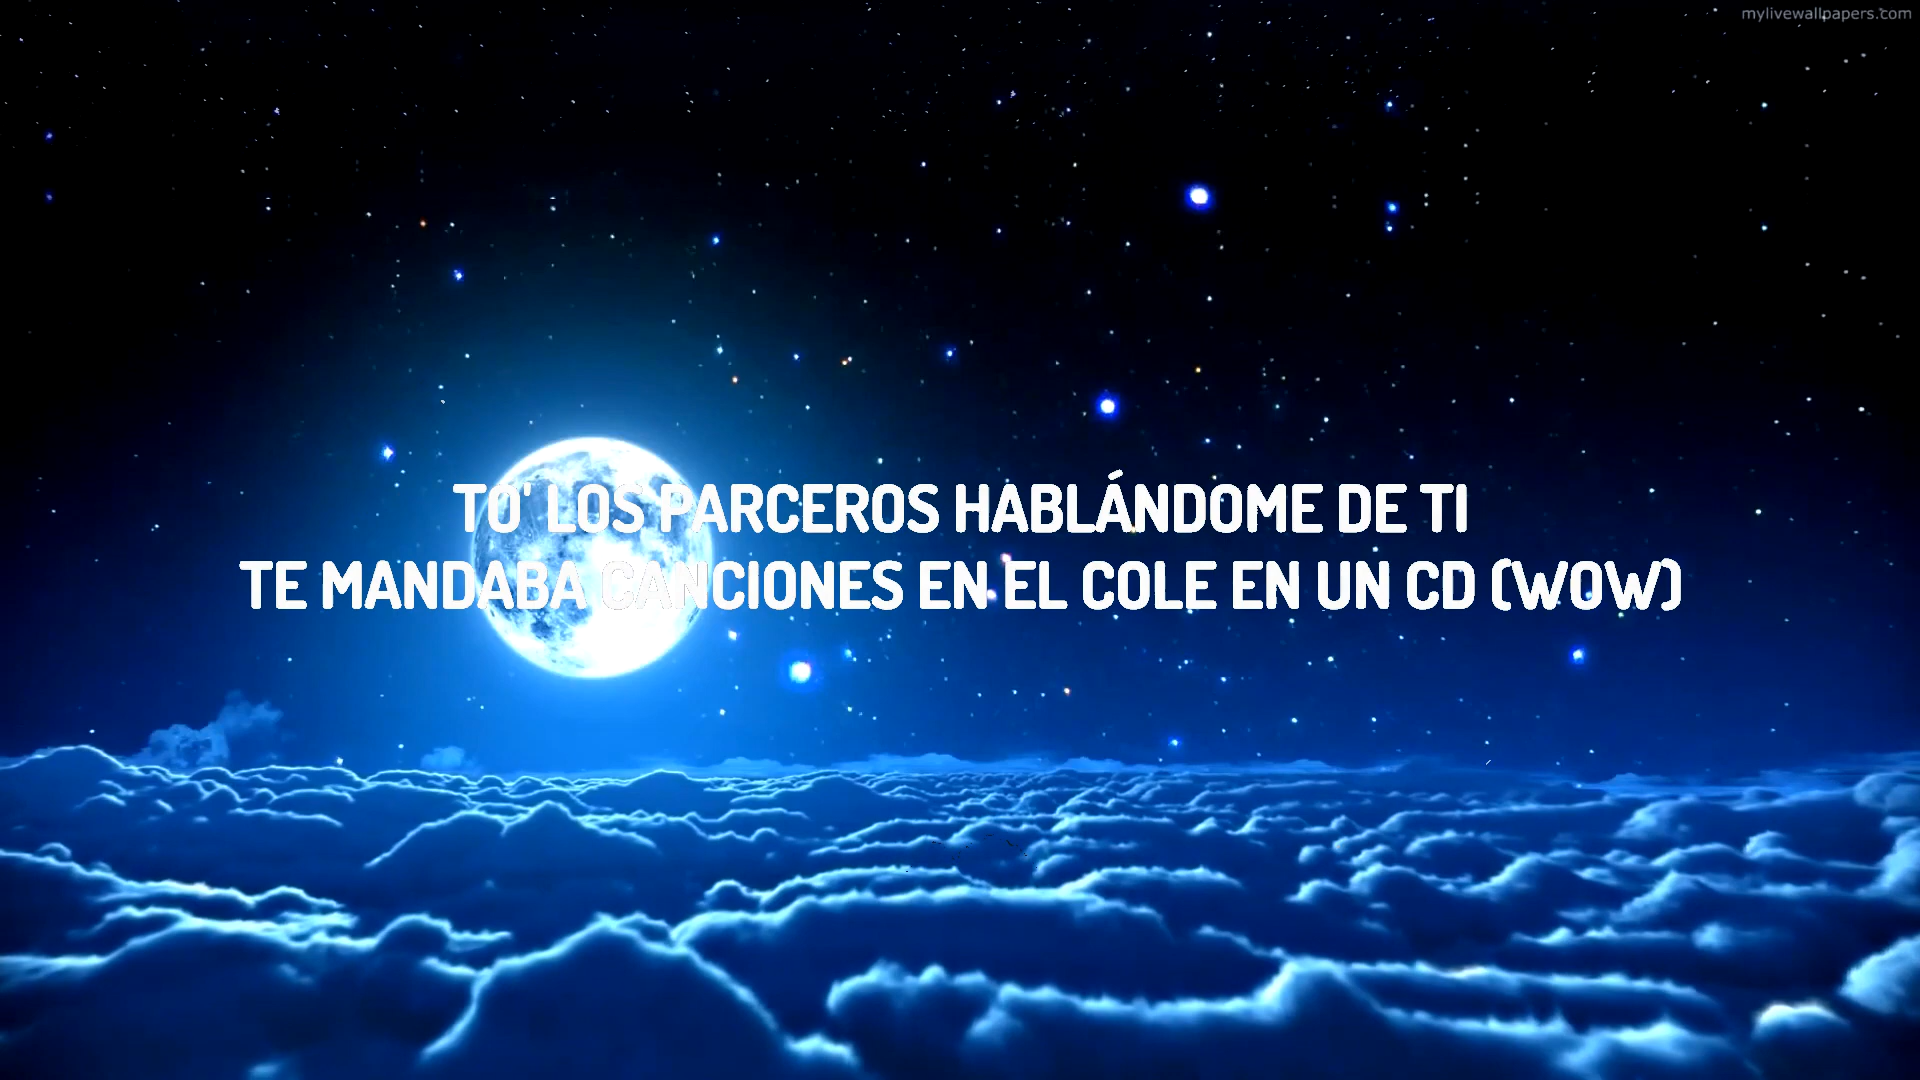 mylivewallpapers.com
TO' LOS PARCEROS HABLÁNDOME DE TI
TE MANDABA CANCIONES EN EL COLE EN UN CD (WOW)